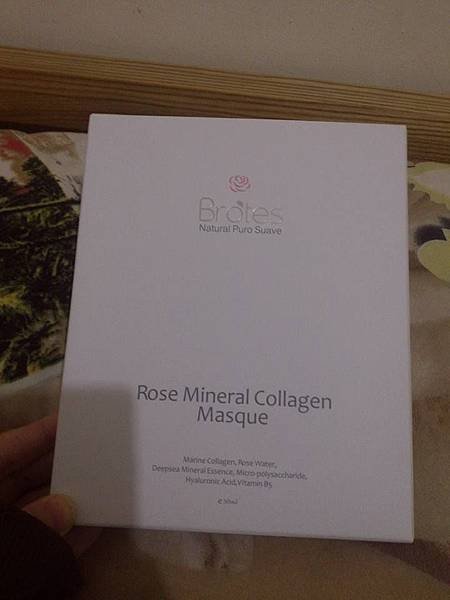 Brotes
Natural Puro Suave
Rose Mineral Collagen
Masque
Marine Collagen, Rose Water,
Deepsea Mineral Essence, Micro-polysaccharide,
Hyaluronic Acid, Vitamin B5